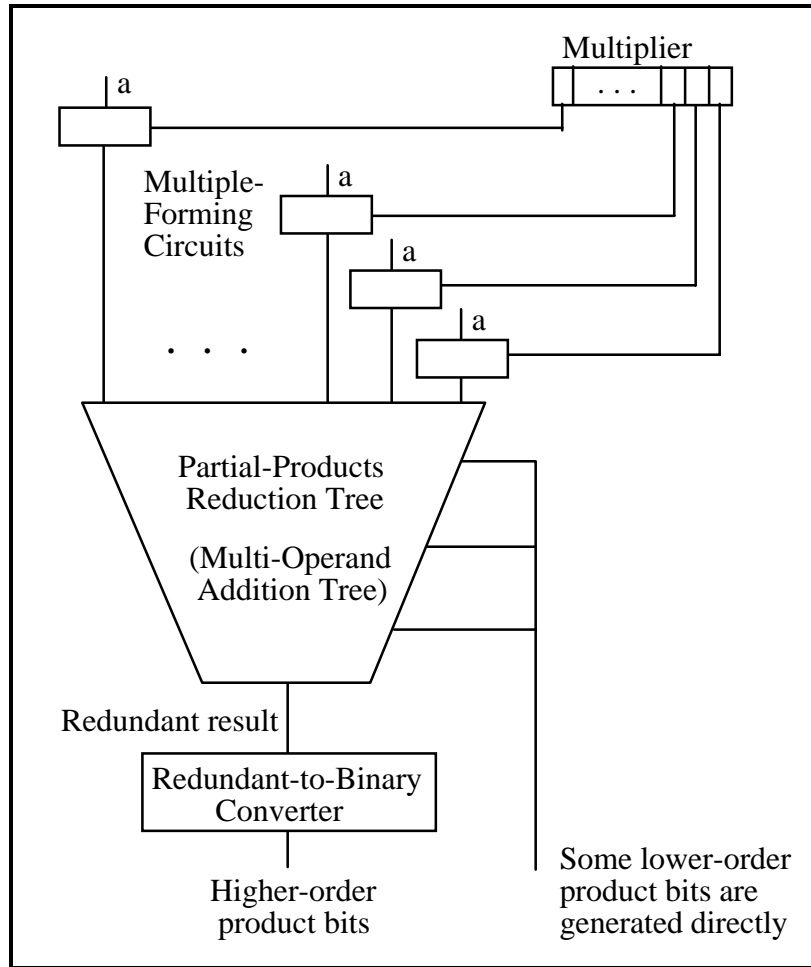 Multiplier
. . .
a
Multiple-
Forming
Circuits
a
a
a
. . .
Partial-Products
Reduction Tree
(Multi-Operand
Addition Tree)
Redundant result
Redundant-to-Binary
Converter
Higher-order
product bits
Some lower-order
product bits are
generated directly